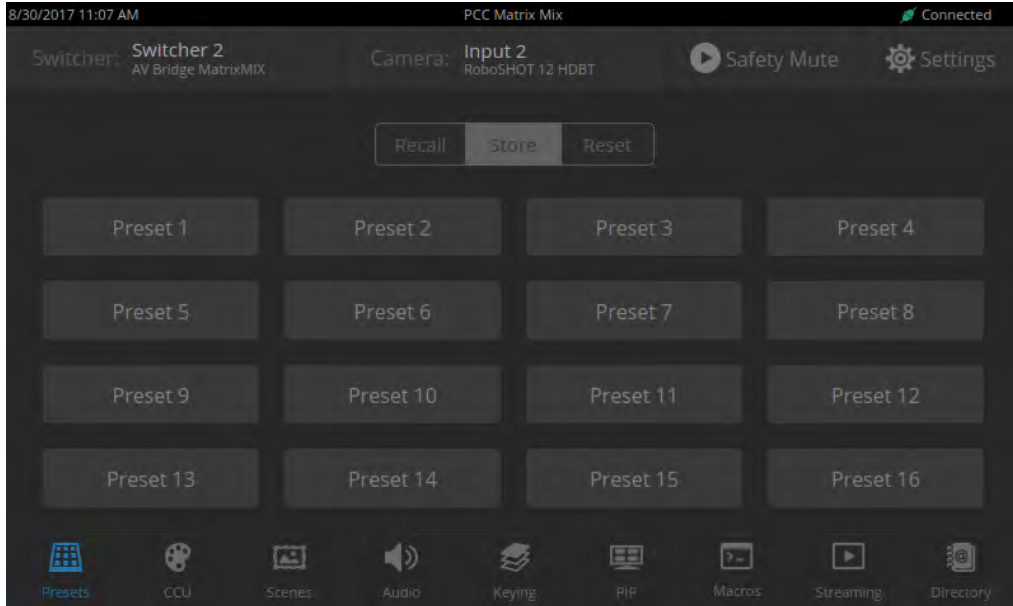 8/30/2017 11:07 AM PCC Matrix Mix Connected
Switcher: Switcher 2 Camera: Input 2 Safety Mute Settings
AV Bridge MatrixMIX RoboSHOT 12 HDBT
Recall Store Reset
Preset 1 Preset 2 Preset 3 Preset 4
Preset 5 Preset 6 Preset 7 Preset 8
Preset 9 Preset 10 Preset 11 Preset 12
Preset 13 Preset 14 Preset 15 Preset 16
Presets CCU Scenes Audio Keying PIP Macros Streaming Directory